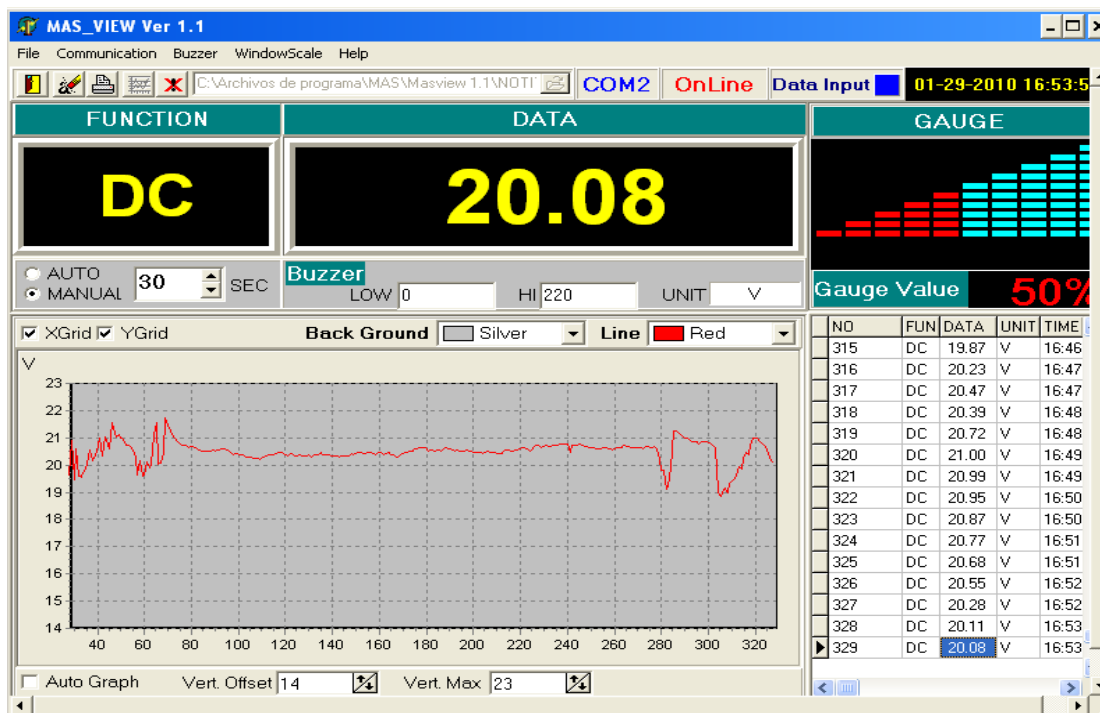 MAS_VIEW Ver 1.1
File Communication Buzzer WindowScale Help
C:\Archivos de programa\MAS\Masview 1.1\NOTI COM2 OnLine Data Input 01-29-2010 16:53:5
FUNCTION DATA GAUGE
DC 20.08
AUTO
MANUAL 30 SEC
Buzzer
LOW 0 HI 220 UNIT V
Gauge Value 50%
XGrid YGrid Back Ground Silver Line Red
V
23
22
21
20
19
18
17
16
15
14
40 60 80 100 120 140 160 180 200 220 240 260 280 300 320
Auto Graph Vert. Offset 14 Vert. Max 23
NO FUN DATA UNIT TIME
315 DC 19.87 V 16:46
316 DC 20.23 V 16:47
317 DC 20.47 V 16:47
318 DC 20.39 V 16:48
319 DC 20.72 V 16:48
320 DC 21.00 V 16:49
321 DC 20.99 V 16:49
322 DC 20.95 V 16:50
323 DC 20.87 V 16:50
324 DC 20.77 V 16:51
325 DC 20.68 V 16:51
326 DC 20.55 V 16:52
327 DC 20.28 V 16:52
328 DC 20.11 V 16:53
329 DC 20.08 V 16:53